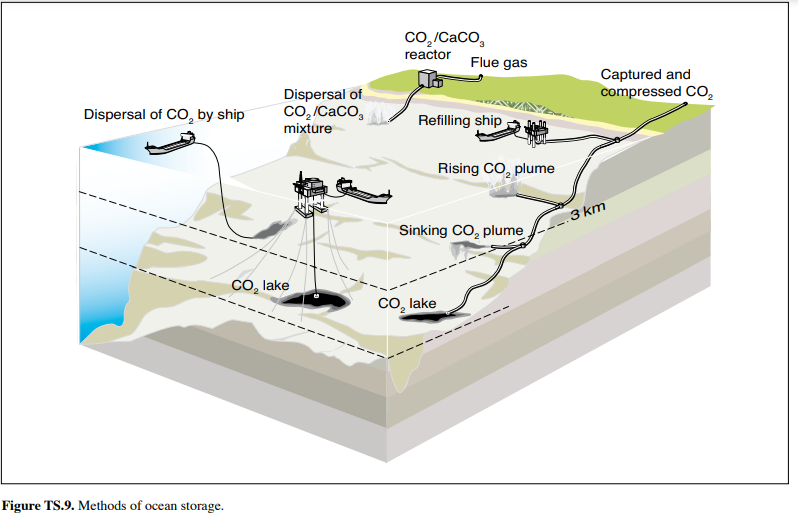 CO₂/CaCO₃
reactor
Flue gas
Captured and
compressed CO₂
Dispersal of
CO₂/CaCO₃
mixture
Dispersal of CO₂ by ship
Refilling ship
Rising CO₂ plume
3 km
Sinking CO₂ plume
CO₂ lake
CO₂ lake
Figure TS.9. Methods of ocean storage.